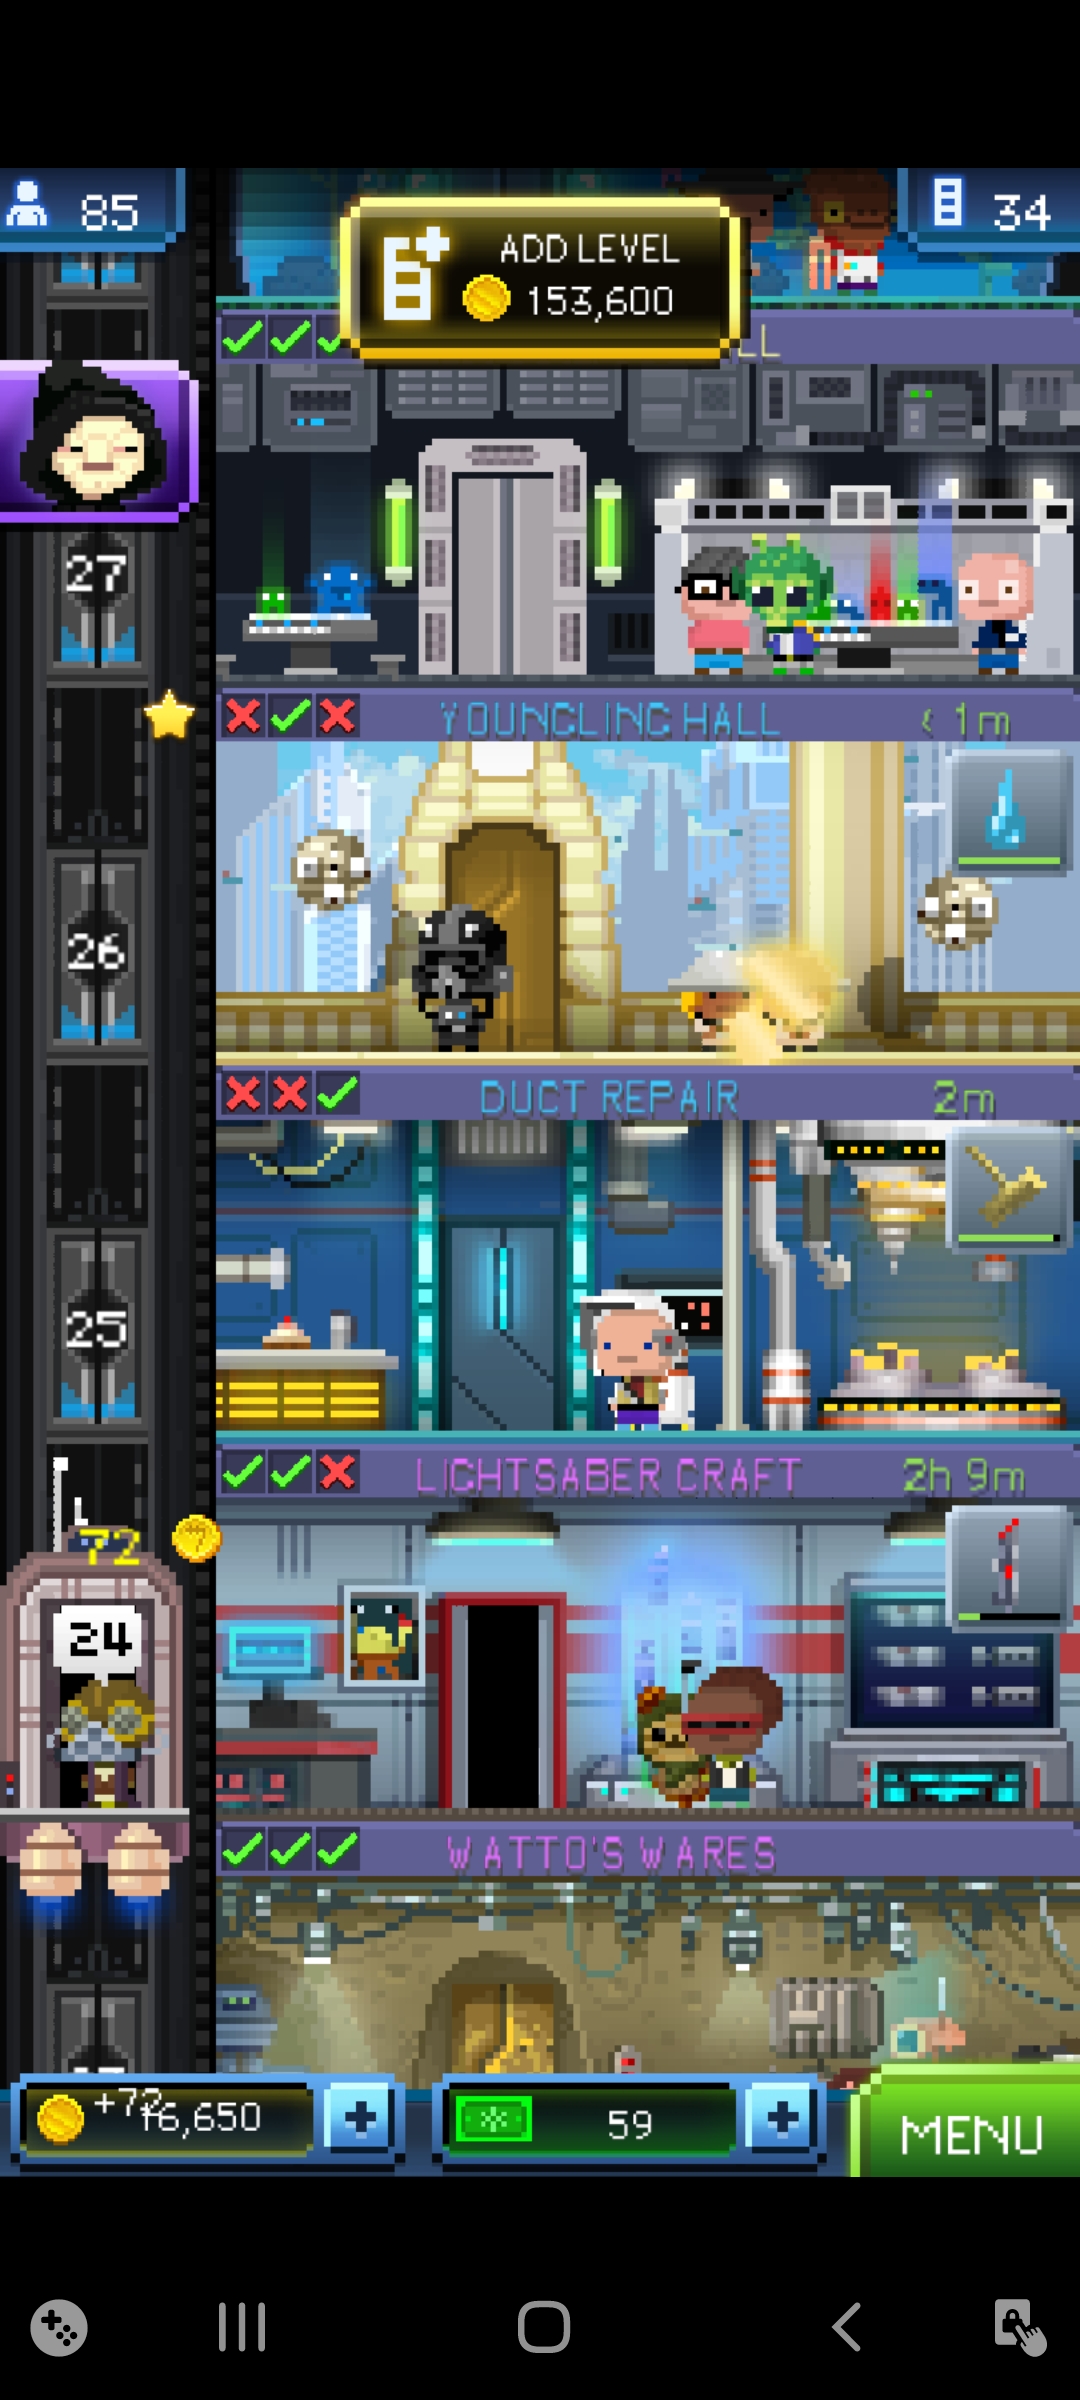 85
ADD LEVEL
153,600
34
LL
27
YOUNGLING HALL
< 1m
26
DUCT REPAIR
2m
25
LIGHTSABER CRAFT
2h 9m
72
24
WATTO'S WARES
+72
16,650
59
MENU